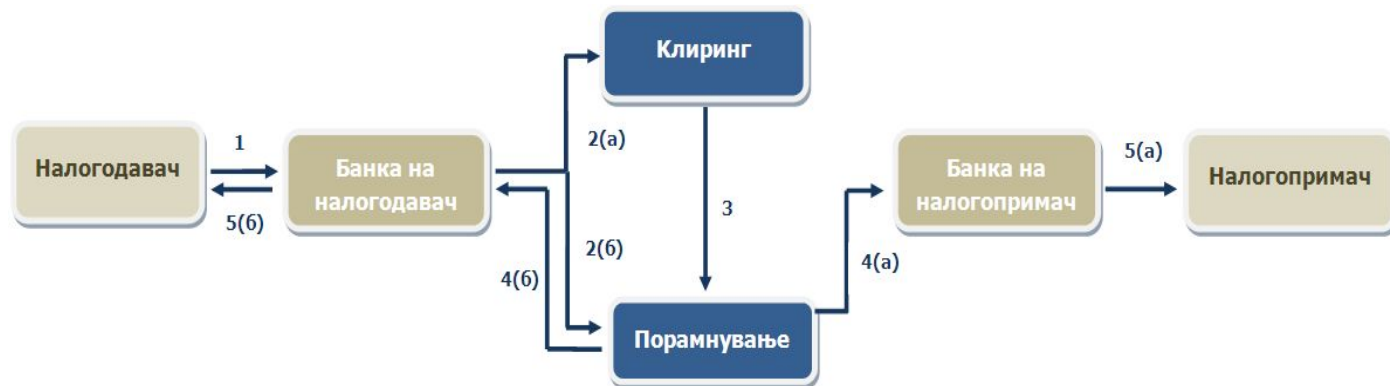 Клиринг
1
2(а)
Налогодавач
Банка на
налогодавач
5(б)
3
2(б)
4(б)
Порамнување
4(а)
Банка на
налогопримач
5(а)
Налогопримач